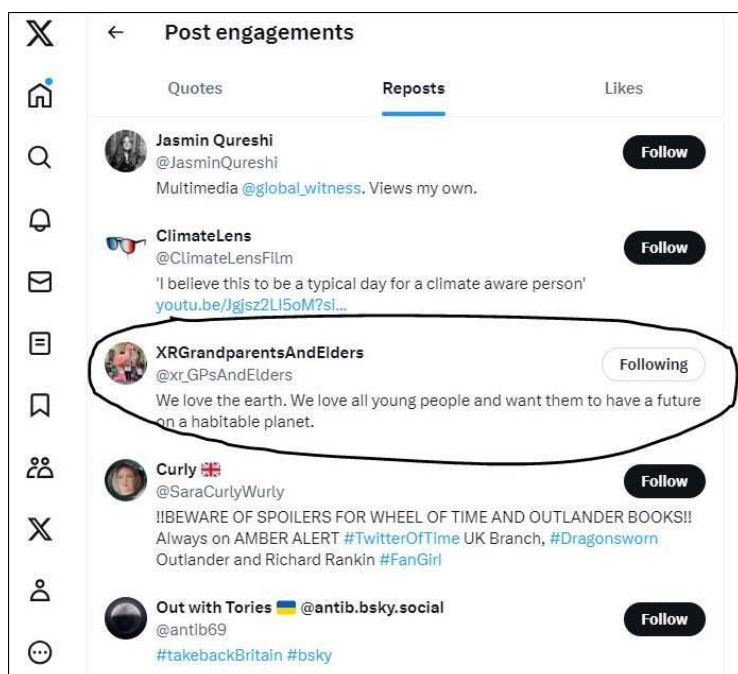 Post engagements
Quotes Reposts Likes
Jasmin Qureshi
@JasminQureshi
Follow
Multimedia @global_witness. Views my own.
ClimateLens
@ClimateLensFilm
Follow
'I believe this to be a typical day for a climate aware person'
youtu.be/Jgjsz2LI5oM?si...
XRGrandparentsAndElders
@xr_GPsAndElders
Following
We love the earth. We love all young people and want them to have a future
on a habitable planet.
Curly 🇬🇧
@SaraCurlyWurly
Follow
!!BEWARE OF SPOILERS FOR WHEEL OF TIME AND OUTLANDER BOOKS!!
Always on AMBER ALERT #TwitterOfTime UK Branch, #Dragonsworn
Outlander and Richard Rankin #FanGirl
Out with Tories 🇺🇦 @antib.bsky.social
@antib69
Follow
#takebackBritain #bsky